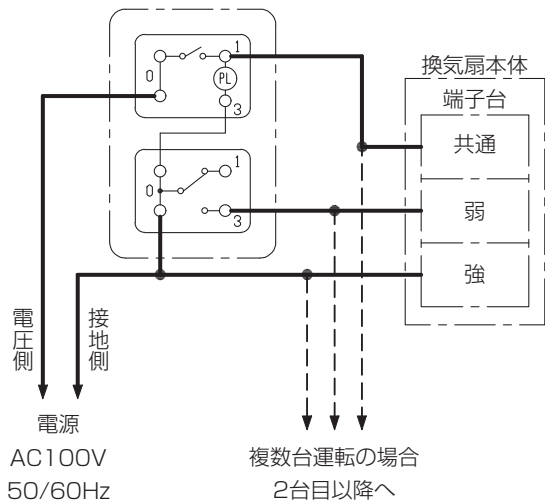 換気扇本体
端子台
共通
弱
強
0
1
PL
3
0
1
3
電圧側
接地側
電源
AC100V
50/60Hz
複数台運転の場合
2台目以降へ